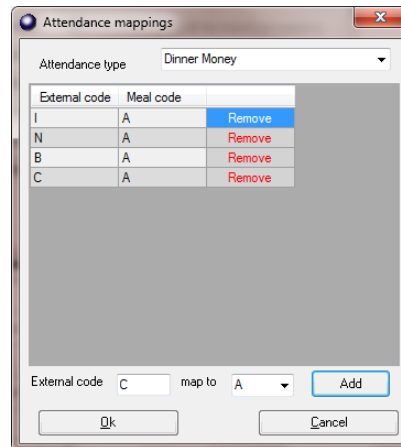 Attendance mappings
x
Attendance type Dinner Money
External code Meal code
I A Remove
N A Remove
B A Remove
C A Remove
External code C map to A Add
Ok Cancel